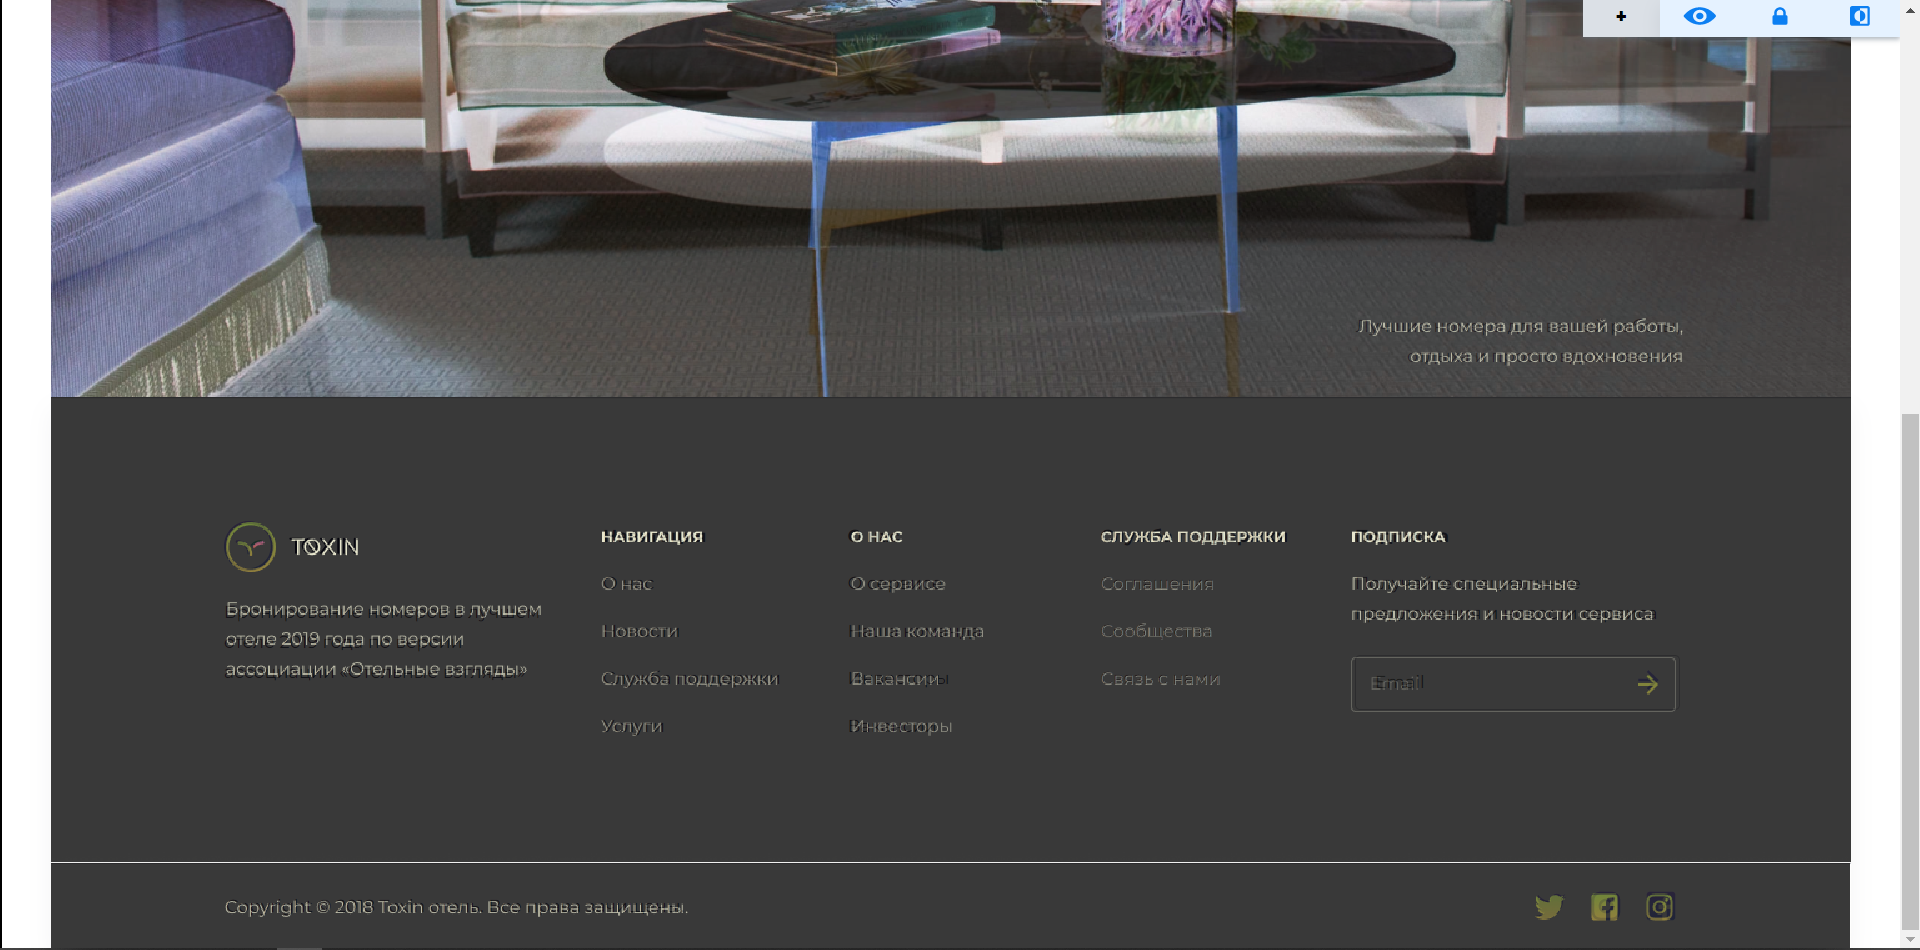 Лучшие номера для вашей работы,
отдыха и просто вдохновения
TOXIN
Бронирование номеров в лучшем
отеле 2019 года по версии
ассоциации «Отельные взгляды»
НАВИГАЦИЯ
О нас
Новости
Служба поддержки
Услуги
О НАС
О сервисе
Наша команда
Вакансии
Инвесторы
СЛУЖБА ПОДДЕРЖКИ
Соглашения
Сообщества
Связь с нами
ПОДПИСКА
Получайте специальные
предложения и новости сервиса
Email
Copyright © 2018 Toxin отель. Все права защищены.